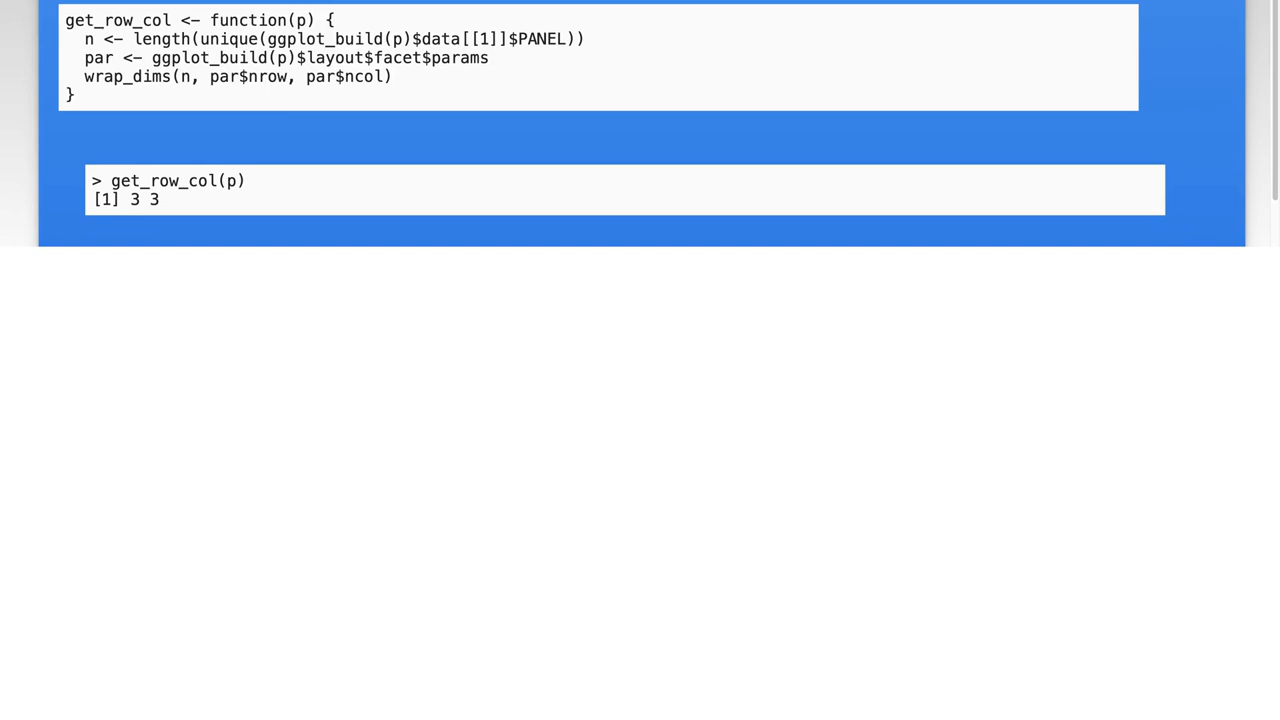 get_row_col <- function(p) {
  n <- length(unique(ggplot_build(p)$data[[1]]$PANEL))
  par <- ggplot_build(p)$layout$facet$params
  wrap_dims(n, par$nrow, par$ncol)
}
> get_row_col(p)
[1] 3 3